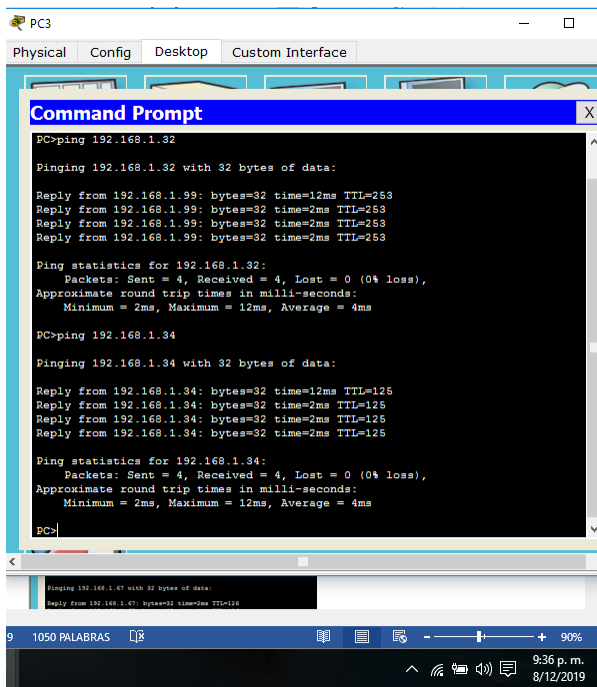 PC3
Physical Config Desktop Custom Interface
Command Prompt X
PC>ping 192.168.1.32
Pinging 192.168.1.32 with 32 bytes of data:
Reply from 192.168.1.99: bytes=32 time=12ms TTL=253
Reply from 192.168.1.99: bytes=32 time=2ms TTL=253
Reply from 192.168.1.99: bytes=32 time=2ms TTL=253
Reply from 192.168.1.99: bytes=32 time=2ms TTL=253
Ping statistics for 192.168.1.32:
Packets: Sent = 4, Received = 4, Lost = 0 (0% loss),
Approximate round trip times in milli-seconds:
Minimum = 2ms, Maximum = 12ms, Average = 4ms
PC>ping 192.168.1.34
Pinging 192.168.1.34 with 32 bytes of data:
Reply from 192.168.1.34: bytes=32 time=12ms TTL=125
Reply from 192.168.1.34: bytes=32 time=2ms TTL=125
Reply from 192.168.1.34: bytes=32 time=2ms TTL=125
Reply from 192.168.1.34: bytes=32 time=2ms TTL=125
Ping statistics for 192.168.1.34:
Packets: Sent = 4, Received = 4, Lost = 0 (0% loss),
Approximate round trip times in milli-seconds:
Minimum = 2ms, Maximum = 12ms, Average = 4ms
PC>
Pinging 192.168.1.67 with 32 bytes of data:
Reply from 192.168.1.67: bytes=32 time=2ms TTL=126
9 1050 PALABRAS 90%
9:36 p. m.
8/12/2019